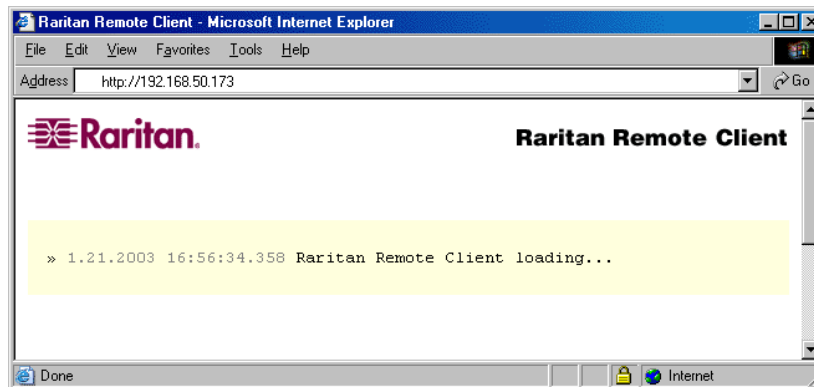 Raritan Remote Client - Microsoft Internet Explorer
File Edit View Favorites Tools Help
Address http://192.168.50.173 Go
Raritan. Raritan Remote Client
» 1.21.2003 16:56:34.358 Raritan Remote Client loading...
Done Internet